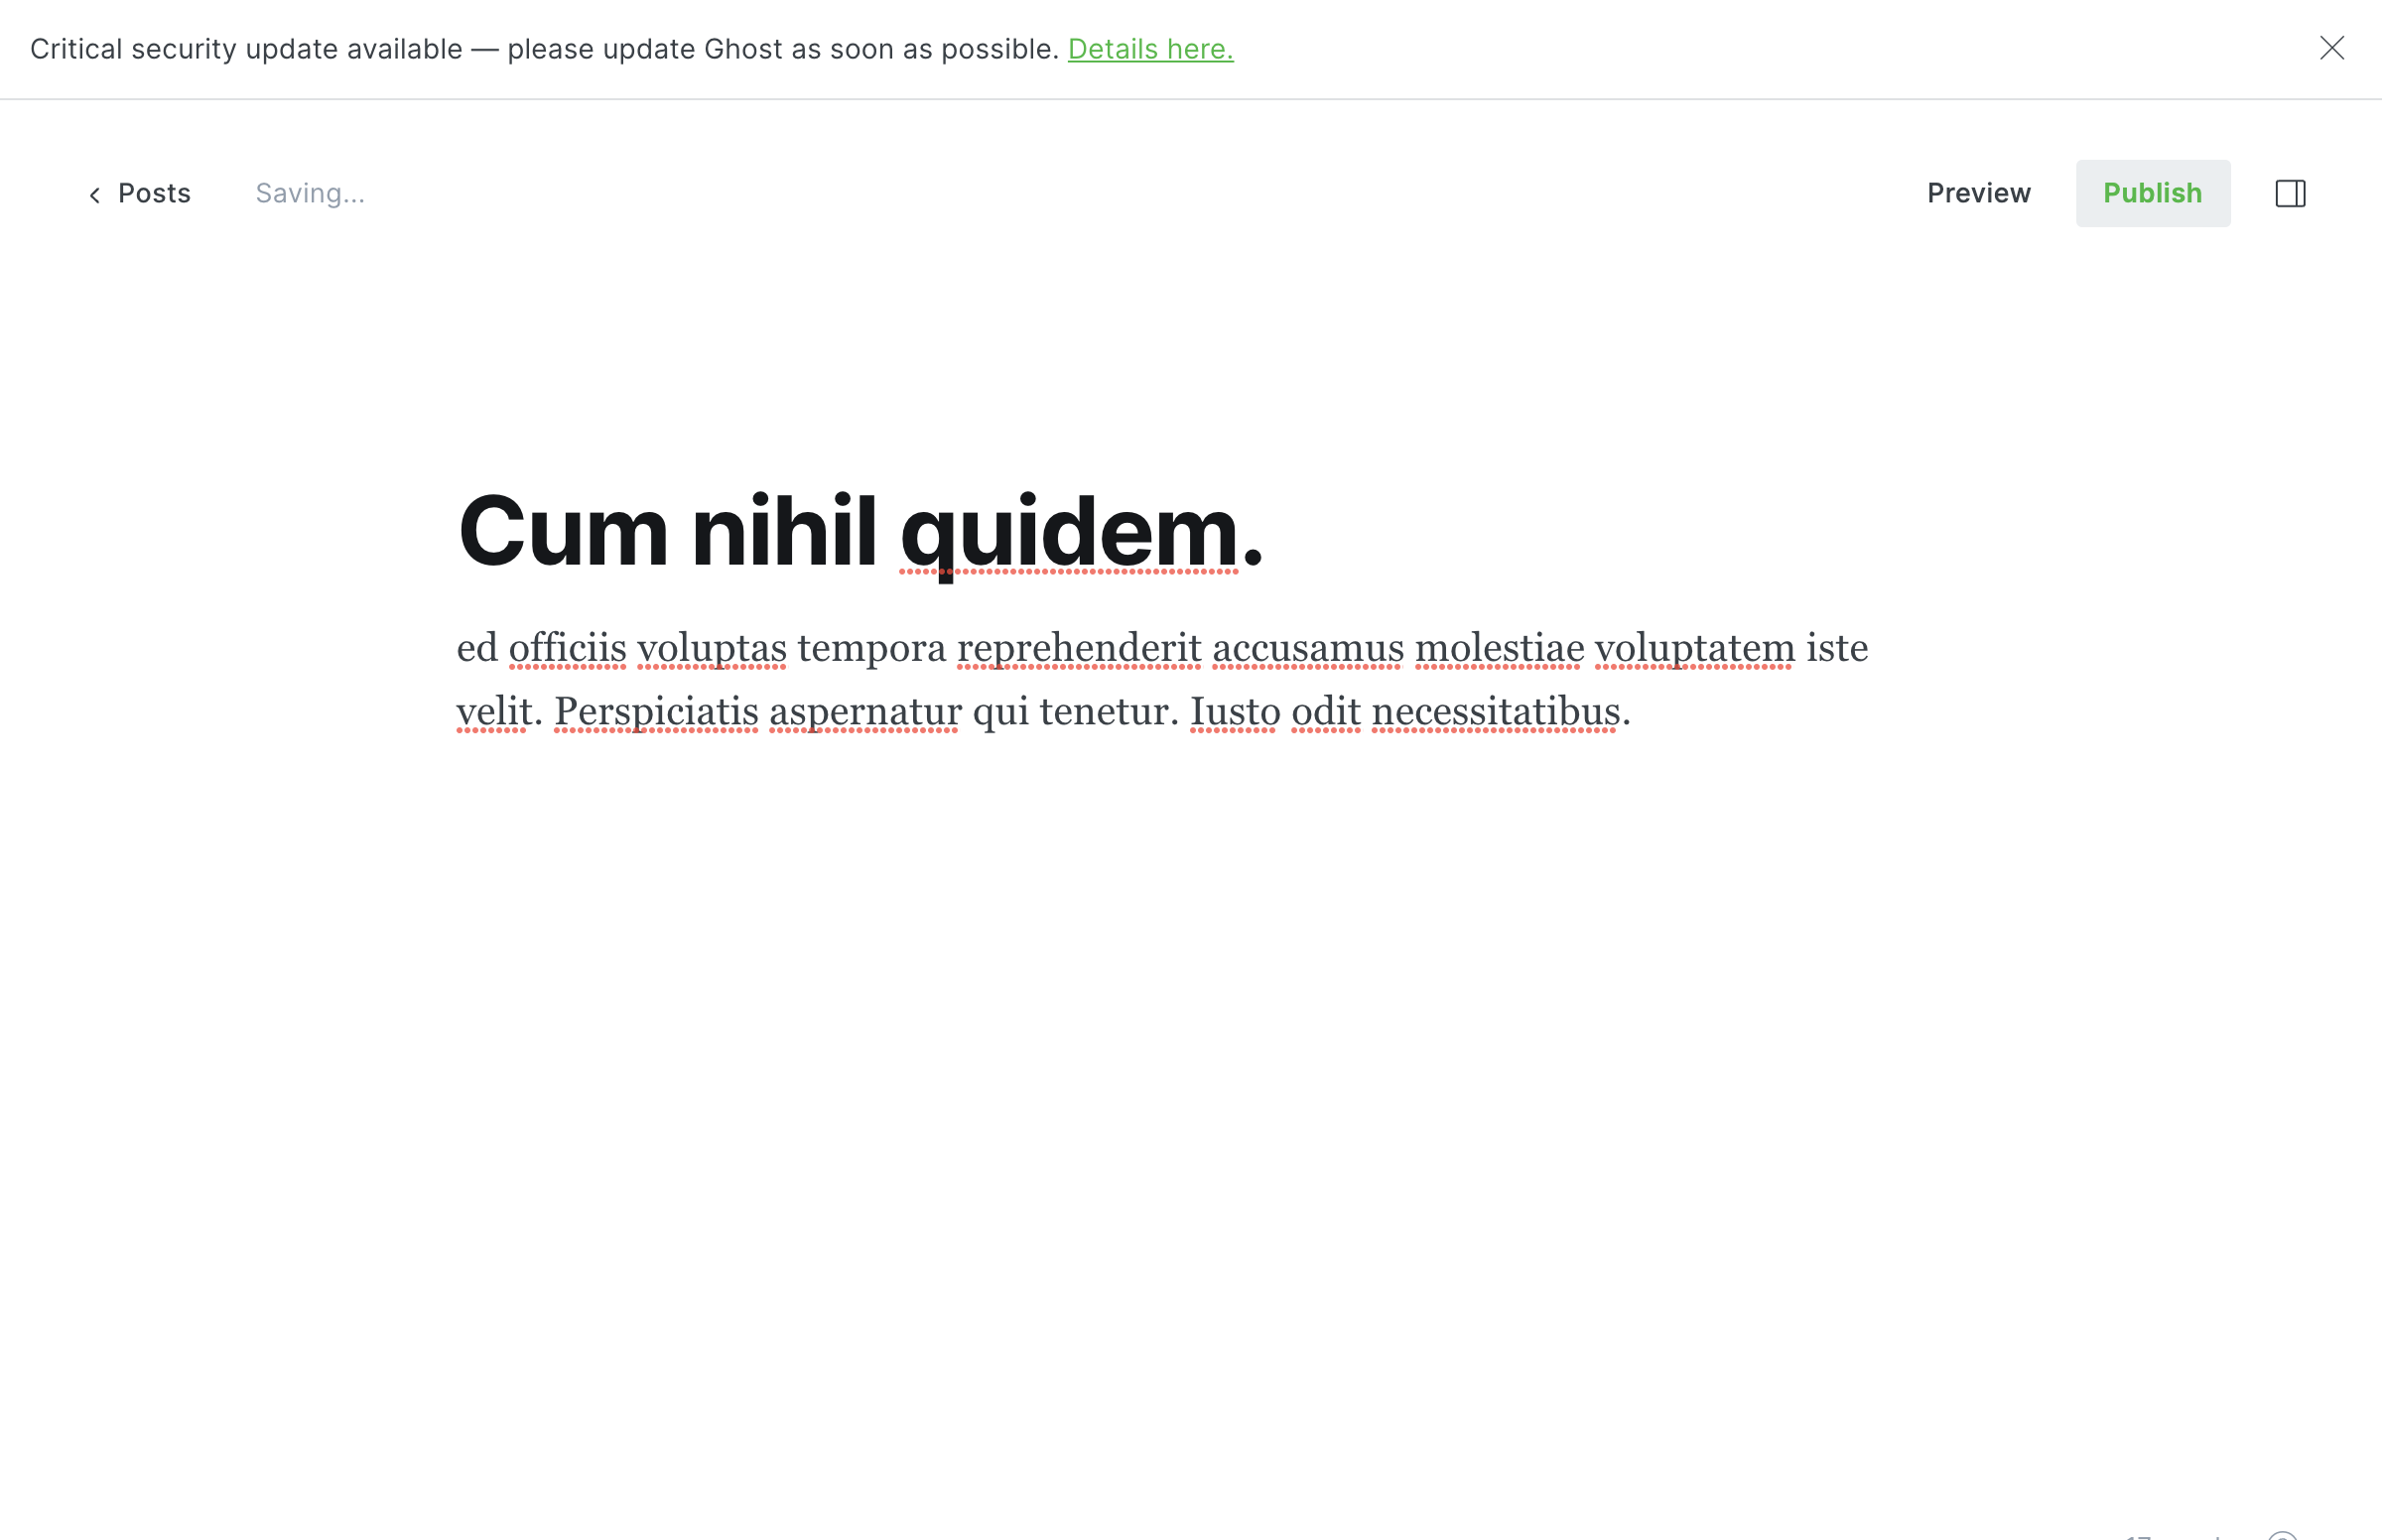 Critical security update available — please update Ghost as soon as possible. Details here.
Posts
Saving...
Preview
Publish
Cum nihil quidem.
ed officiis voluptas tempora reprehenderit accusamus molestiae voluptatem iste
velit. Perspiciatis aspernatur qui tenetur. Iusto odit necessitatibus.